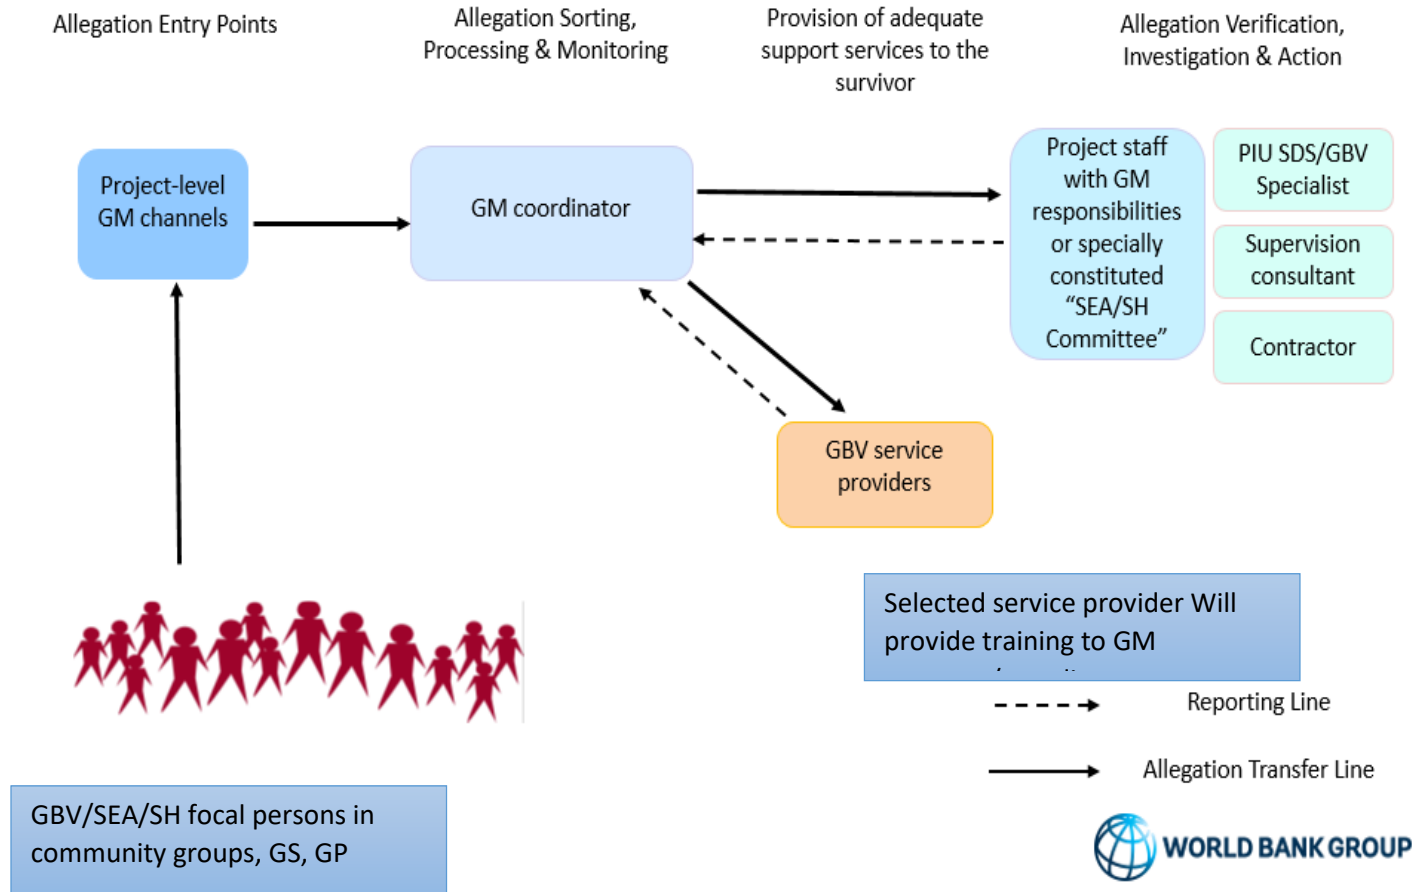 Allegation Entry Points
Allegation Sorting,
Processing & Monitoring
Provision of adequate
support services to the
survivor
Allegation Verification,
Investigation & Action
Project-level
GM channels
GM coordinator
Project staff
with GM
responsibilities
or specially
constituted
“SEA/SH
Committee”
PIU SDS/GBV
Specialist
Supervision
consultant
Contractor
GBV service
providers
Selected service provider Will
provide training to GM
Reporting Line
Allegation Transfer Line
GBV/SEA/SH focal persons in
community groups, GS, GP
WORLD BANK GROUP